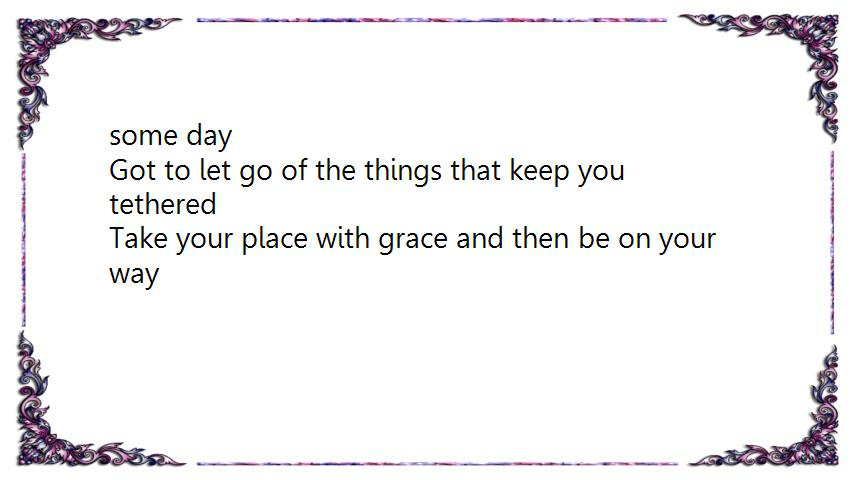 some day
Got to let go of the things that keep you
tethered
Take your place with grace and then be on your
way